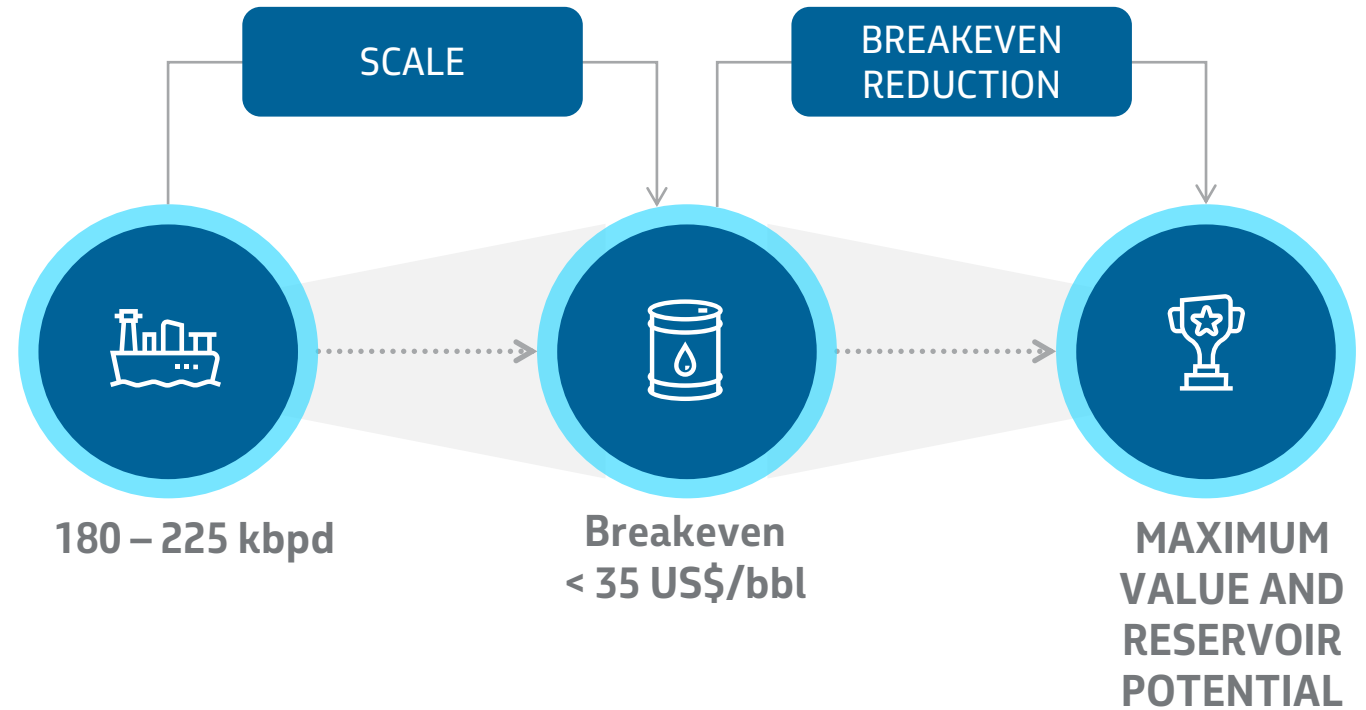 SCALE
BREAKEVEN
REDUCTION
180 – 225 kbpd
Breakeven
< 35 US$/bbl
MAXIMUM
VALUE AND
RESERVOIR
POTENTIAL